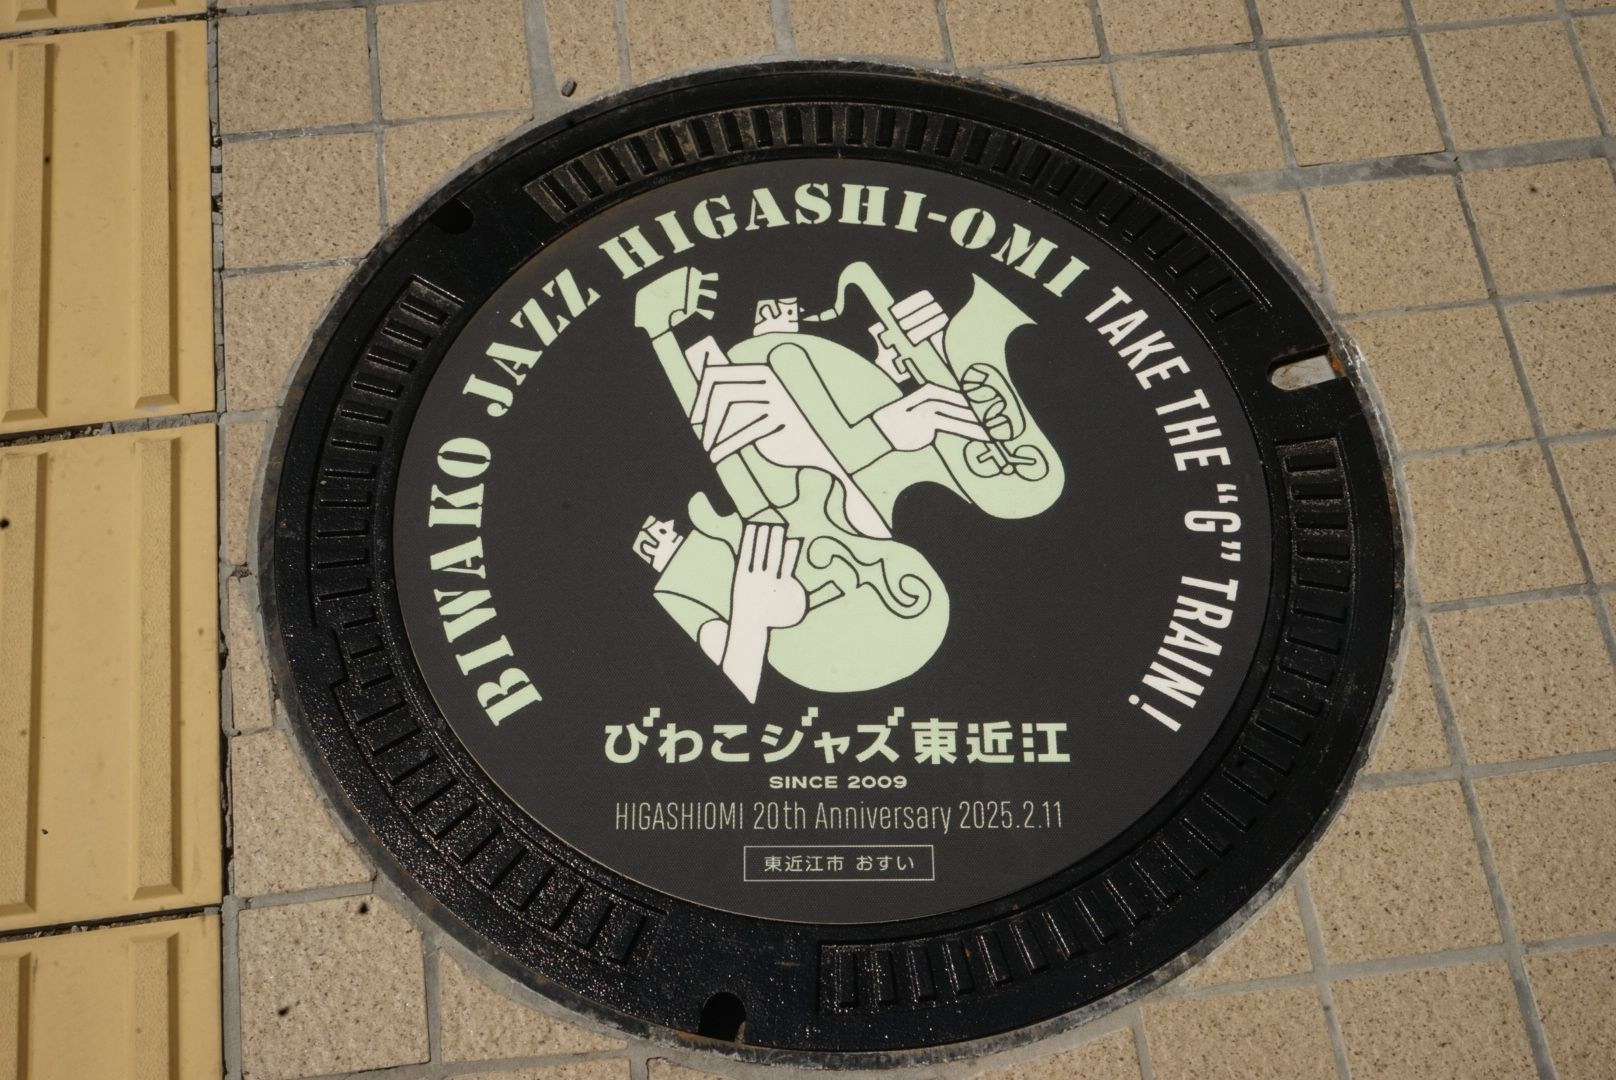 BIWAKO JAZZ HIGASHI-OMI TAKE THE "G" TRAIN!
びわこジャズ東近江
SINCE 2009
HIGASHIOMI 20th Anniversary 2025.2.11
東近江市 おすい